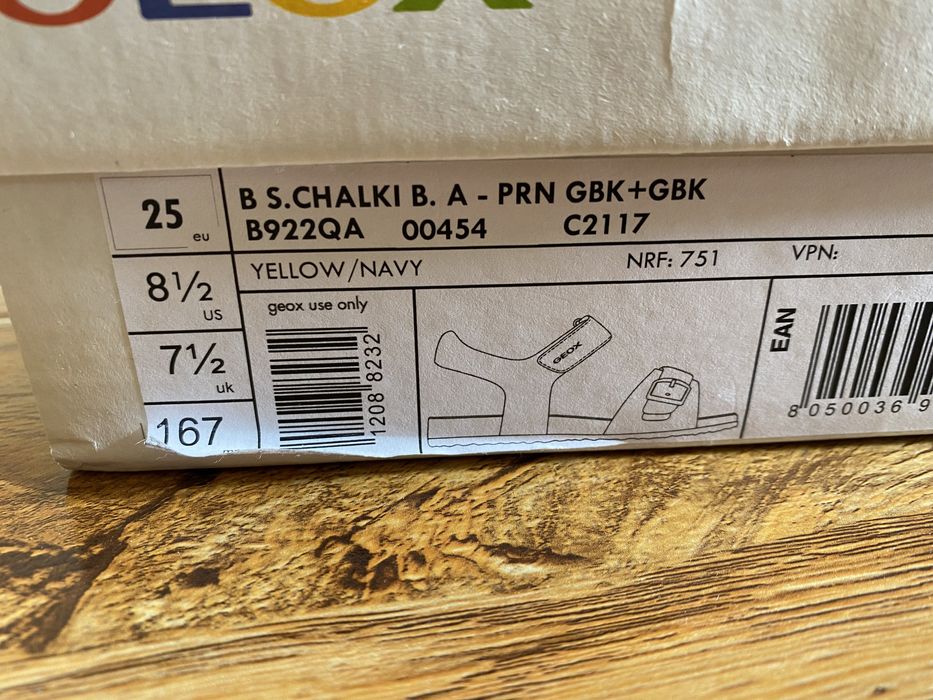 GEOX
25 eu
B S.CHALKI B. A - PRN GBK+GBK
B922QA 00454 C2117
8½ US
YELLOW/NAVY NRF: 751 VPN:
7½ uk
167
geox use only
1208 8232
GEOX
EAN
8 050036 9